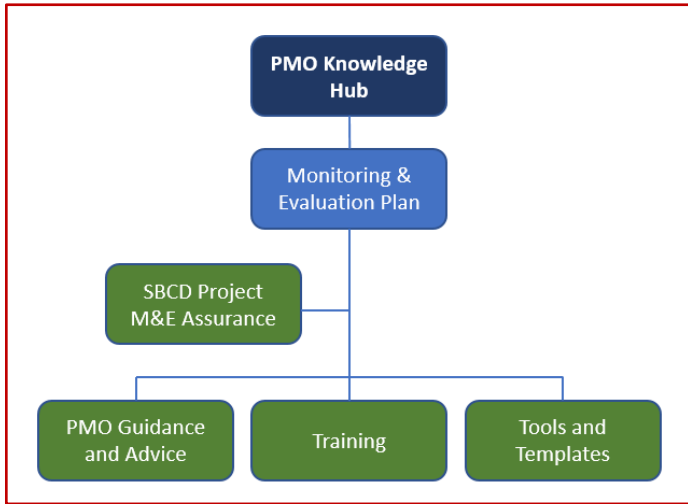 PMO Knowledge
Hub
Monitoring &
Evaluation Plan
SBCD Project
M&E Assurance
PMO Guidance
and Advice
Training
Tools and
Templates